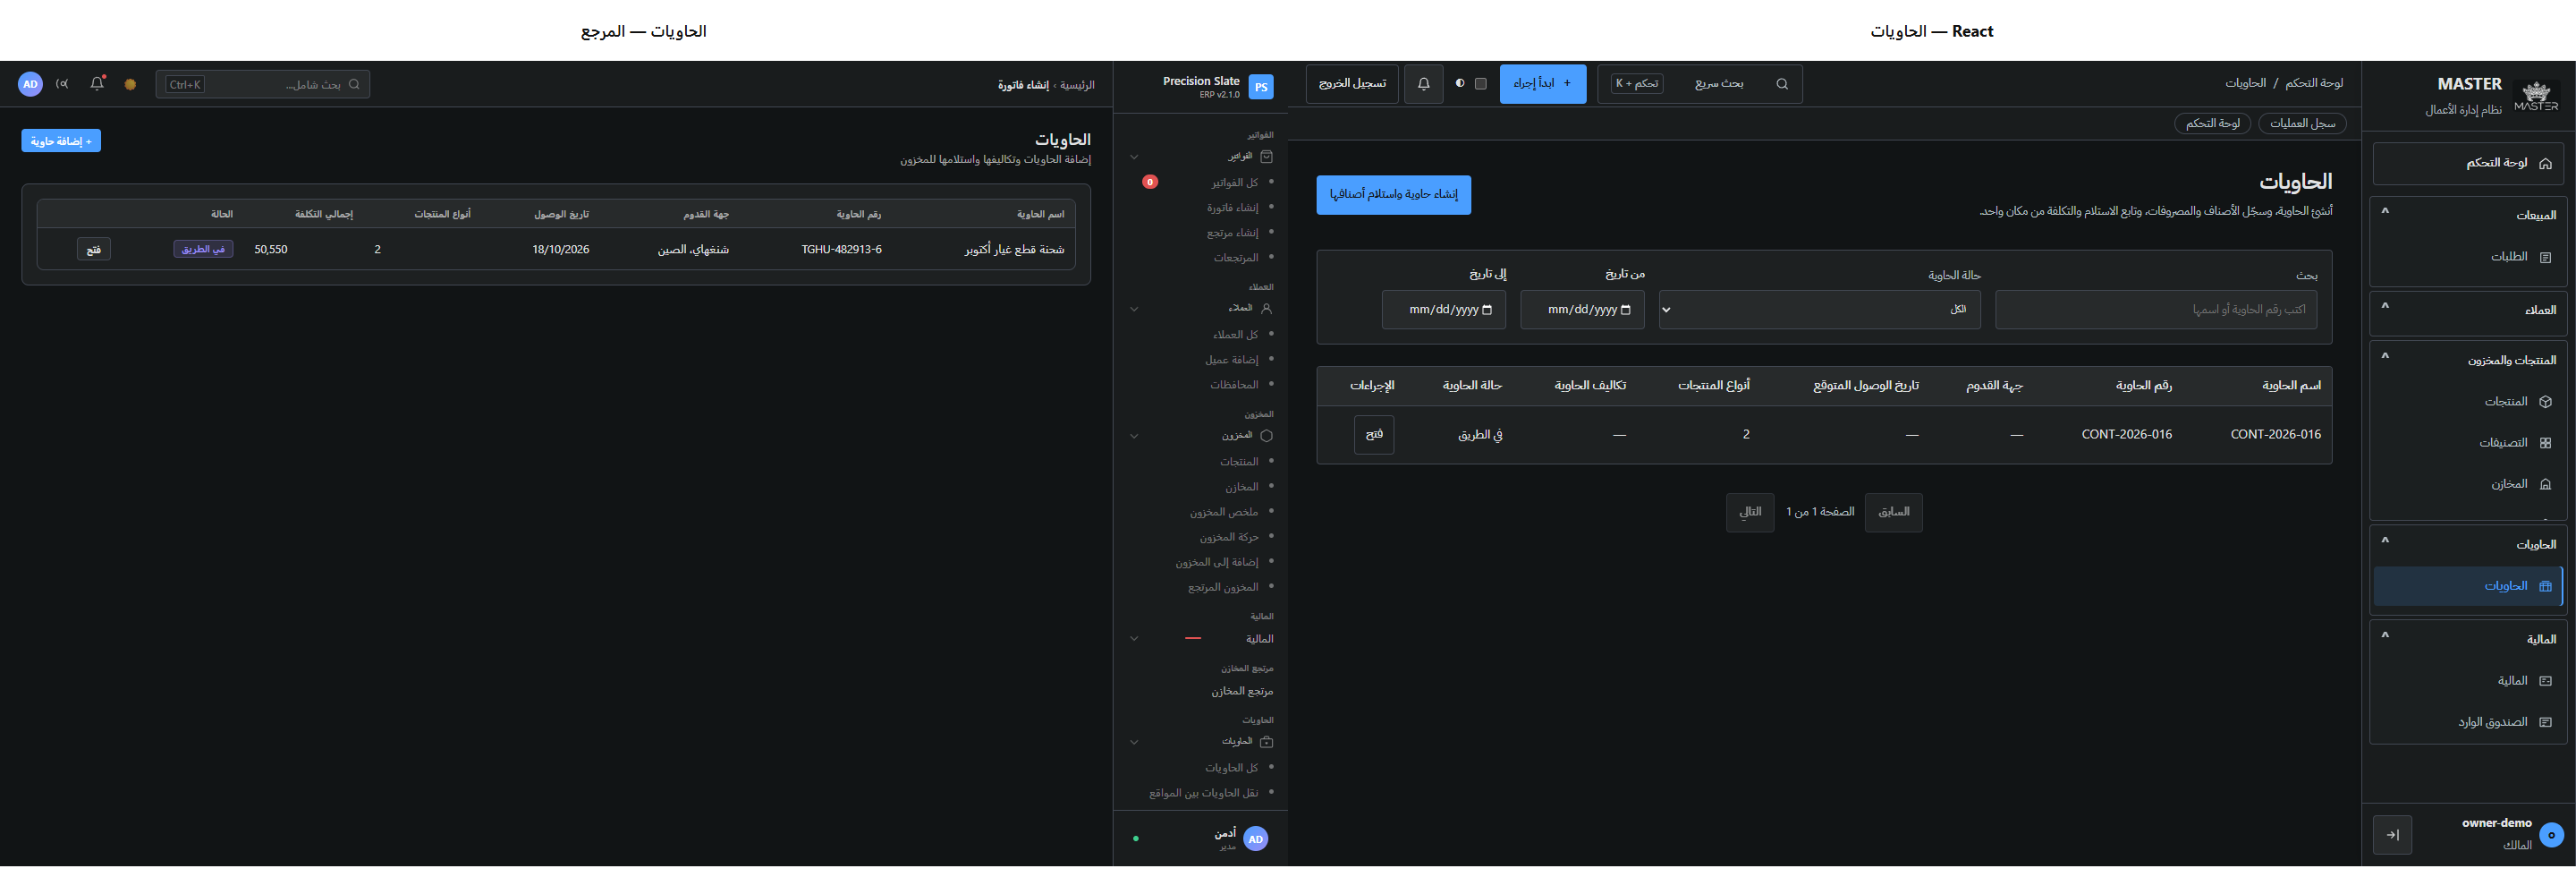 React — الحاويات
MASTER
نظام إدارة الأعمال
MASTER
لوحة التحكم
المبيعات
الطلبات
العملاء
المنتجات والمخزون
المنتجات
التصنيفات
المخازن
الحاويات
الحاويات
المالية
المالية
الصندوق الوارد
owner-demo
المالك
o
لوحة التحكم / الحاويات
بحث سريع
تحكم + K
+ ابدأ إجراء
تسجيل الخروج
سجل العمليات
لوحة التحكم
الحاويات
أنشئ الحاوية، وسجّل الأصناف والمصروفات، وتابع الاستلام والتكلفة من مكان واحد.
إنشاء حاوية واستلام أصنافها
بحث
حالة الحاوية
من تاريخ
إلى تاريخ
اكتب رقم الحاوية أو اسمها
الكل
mm/dd/yyyy
mm/dd/yyyy
اسم الحاوية
رقم الحاوية
جهة القدوم
تاريخ الوصول المتوقع
أنواع المنتجات
تكاليف الحاوية
حالة الحاوية
الإجراءات
CONT-2026-016
CONT-2026-016
—
—
2
—
في الطريق
فتح
السابق
الصفحة 1 من 1
التالي
الحاويات — المرجع
PS
Precision Slate
ERP v2.1.0
الفواتير
الفواتير
كل الفواتير
0
إنشاء فاتورة
إنشاء مرتجع
المرتجعات
العملاء
العملاء
كل العملاء
إضافة عميل
المحافظات
المخزون
المخزون
المنتجات
المخازن
ملخص المخزون
حركة المخزون
إضافة إلى المخزون
المخزون المرتجع
المالية
المالية
مرتجع المخازن
مرتجع المخازن
الحاويات
الحاويات
كل الحاويات
نقل الحاويات بين المواقع
AD
أدمن
مدير
الرئيسية › إنشاء فاتورة
بحث شامل...
Ctrl+K
AD
الحاويات
إضافة الحاويات وتكاليفها واستلامها للمخزون
+ إضافة حاوية
اسم الحاوية
رقم الحاوية
جهة القدوم
تاريخ الوصول
أنواع المنتجات
إجمالي التكلفة
الحالة
شحنة قطع غيار أكتوبر
TGHU-482913-6
شنغهاي، الصين
18/10/2026
2
50,550
في الطريق
فتح